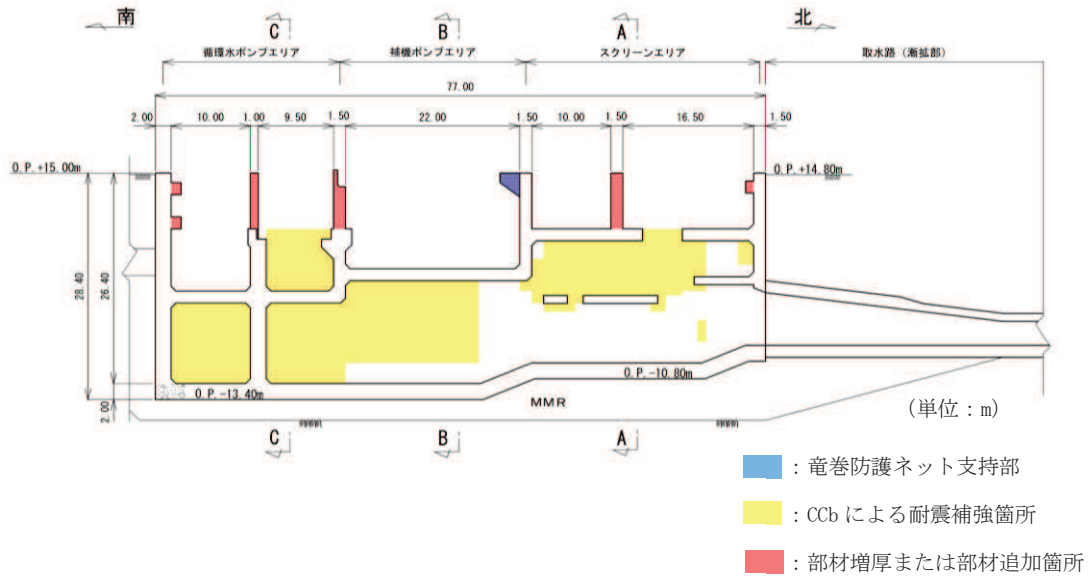 南
C
B
A
北
循環水ポンプエリア
補機ポンプエリア
スクリーンエリア
取水路（漸拡部）
77.00
2.00 10.00 1.00 9.50 1.50 22.00 1.50 10.00 1.50 16.50 1.50
O.P.+15.00m
O.P.+14.80m
28.40
26.40
2.00
O.P.-13.40m
O.P.-10.80m
MMR
C
B
A
（単位：m）
：竜巻防護ネット支持部
：CCb による耐震補強箇所
：部材増厚または部材追加箇所